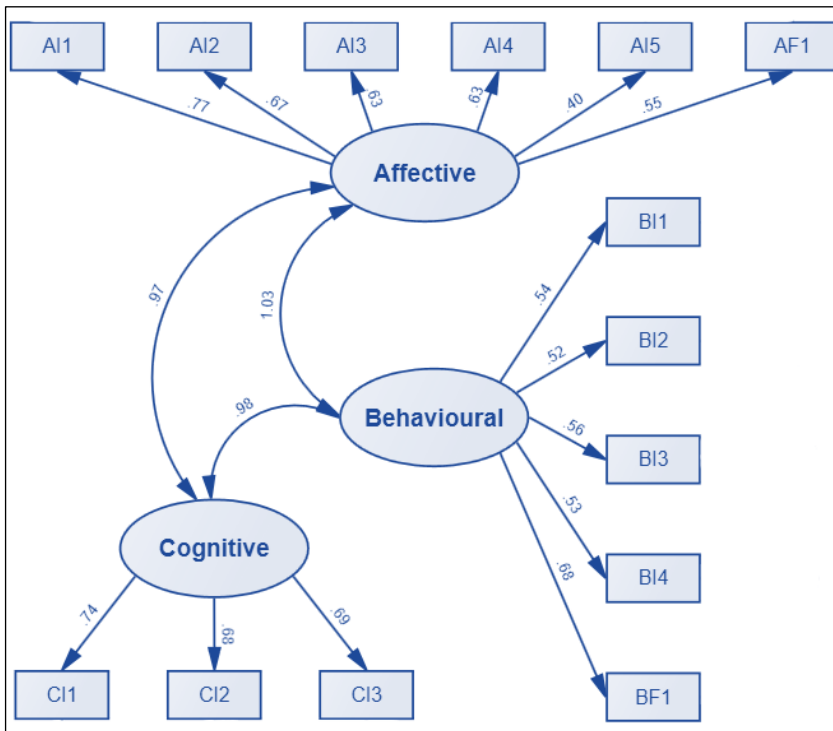 AI1
AI2
AI3
AI4
AI5
AF1
.77
.67
.63
.63
.40
.55
Affective
BI1
.54
.97
1.03
BI2
.52
.98
Behavioural
.56
BI3
.53
Cognitive
BI4
.68
.74
.68
.69
CI1
CI2
CI3
BF1